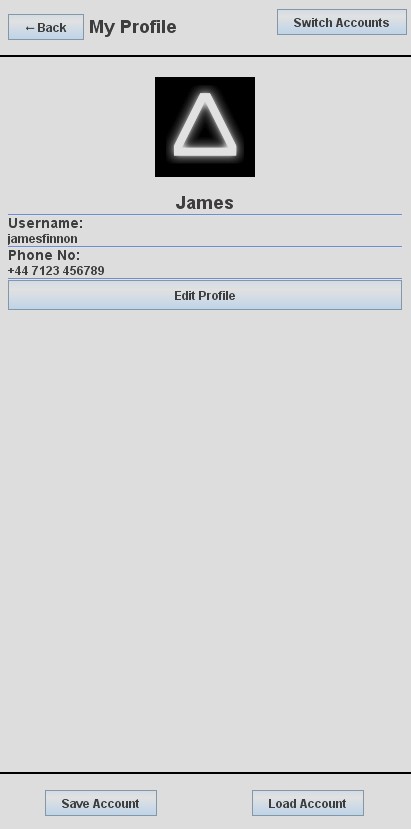 ←Back My Profile Switch Accounts
James
Username:
jamesfinnon
Phone No:
+44 7123 456789
Edit Profile
Save Account Load Account